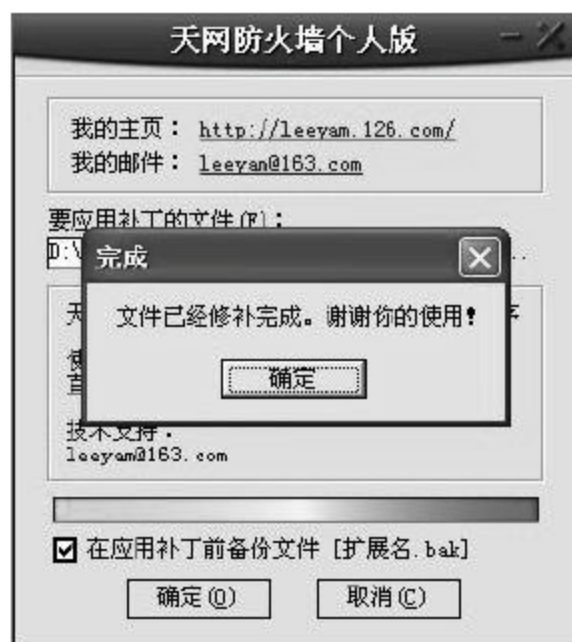 天网防火墙个人版
我的主页： http://leeyam.126.com/
我的邮件： leeyan@163.com
要应用补丁的文件(F)：
D:\
完成
文件已经修补完成。谢谢你的使用!
确定
天
使
直
技术支持：
leeyam@163.com
在应用补丁前备份文件 [扩展名.bak]
确定(O)
取消(C)